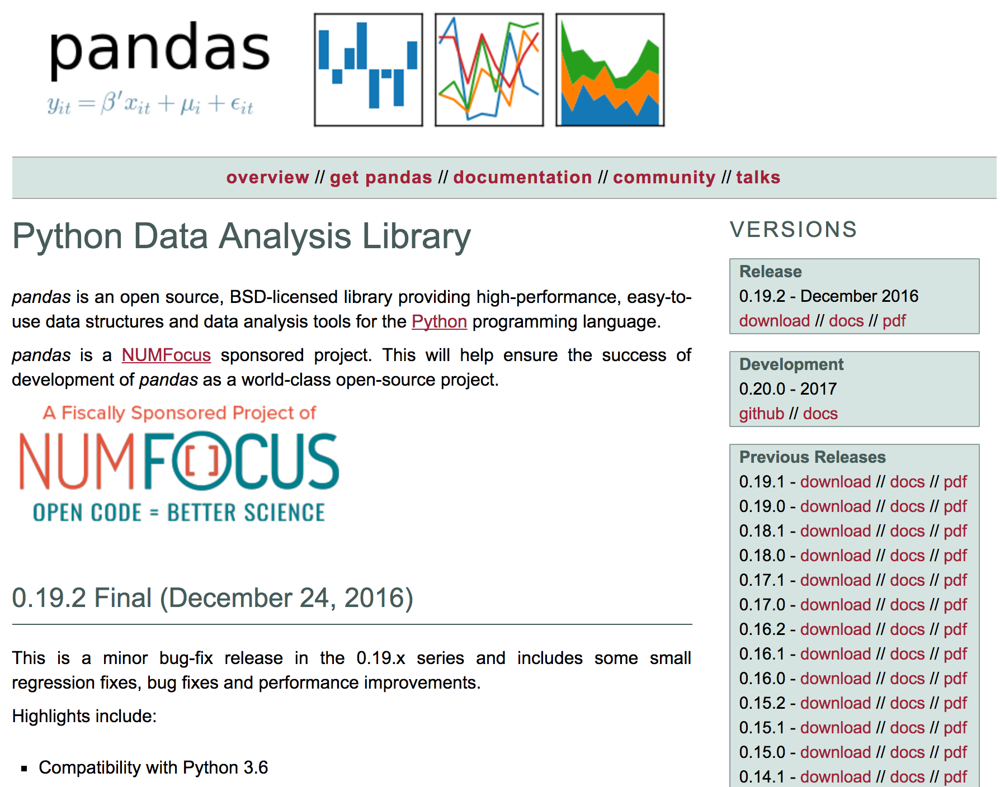 pandas
y_it = β′x_it + μ_i + ϵ_it
overview // get pandas // documentation // community // talks
Python Data Analysis Library
pandas is an open source, BSD-licensed library providing high-performance, easy-to-
use data structures and data analysis tools for the Python programming language.
pandas is a NUMFocus sponsored project. This will help ensure the success of
development of pandas as a world-class open-source project.
A Fiscally Sponsored Project of
NUMFOCUS
OPEN CODE = BETTER SCIENCE
0.19.2 Final (December 24, 2016)
This is a minor bug-fix release in the 0.19.x series and includes some small
regression fixes, bug fixes and performance improvements.
Highlights include:
▪ Compatibility with Python 3.6
VERSIONS
Release
0.19.2 - December 2016
download // docs // pdf
Development
0.20.0 - 2017
github // docs
Previous Releases
0.19.1 - download // docs // pdf
0.19.0 - download // docs // pdf
0.18.1 - download // docs // pdf
0.18.0 - download // docs // pdf
0.17.1 - download // docs // pdf
0.17.0 - download // docs // pdf
0.16.2 - download // docs // pdf
0.16.1 - download // docs // pdf
0.16.0 - download // docs // pdf
0.15.2 - download // docs // pdf
0.15.1 - download // docs // pdf
0.15.0 - download // docs // pdf
0.14.1 - download // docs // pdf